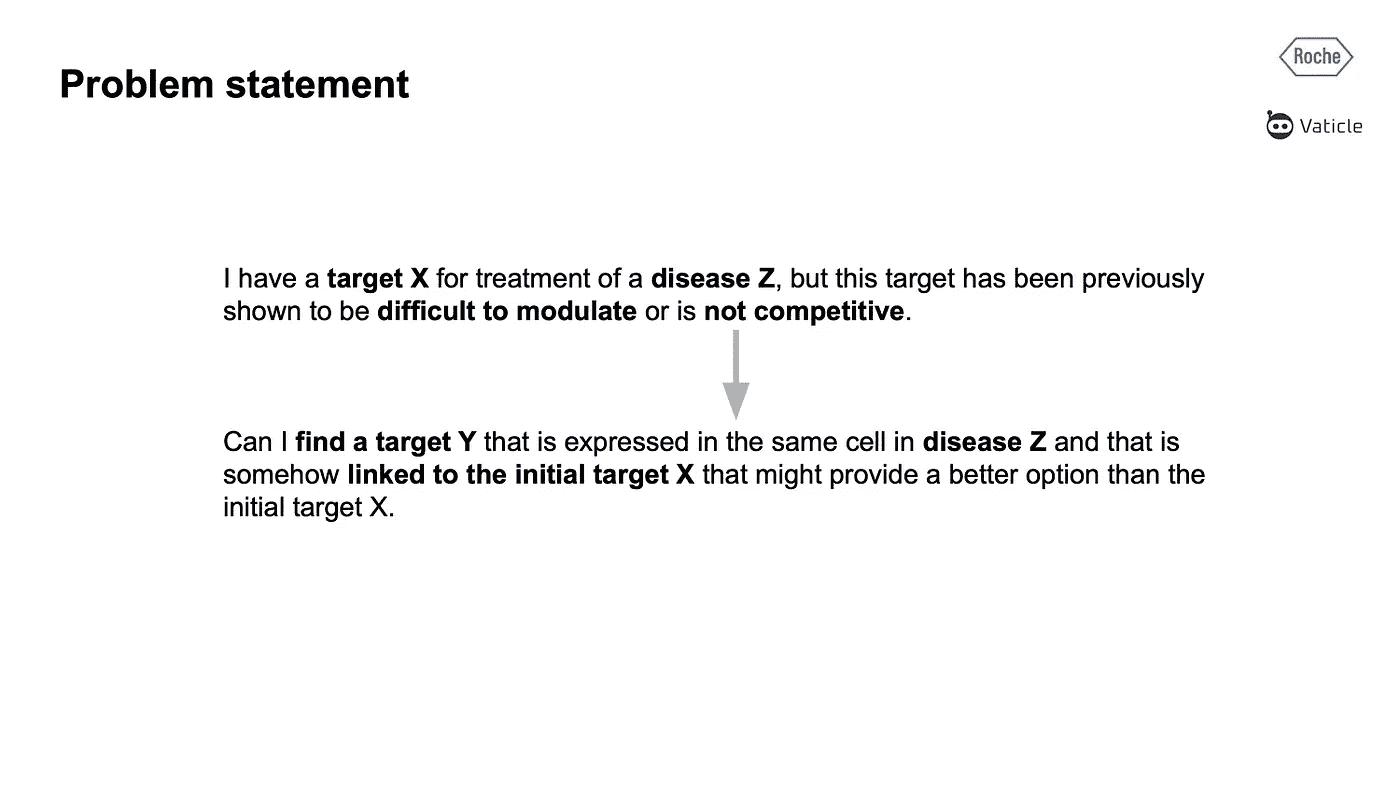 Roche
Problem statement
Vaticle
I have a target X for treatment of a disease Z, but this target has been previously
shown to be difficult to modulate or is not competitive.
Can I find a target Y that is expressed in the same cell in disease Z and that is
somehow linked to the initial target X that might provide a better option than the
initial target X.